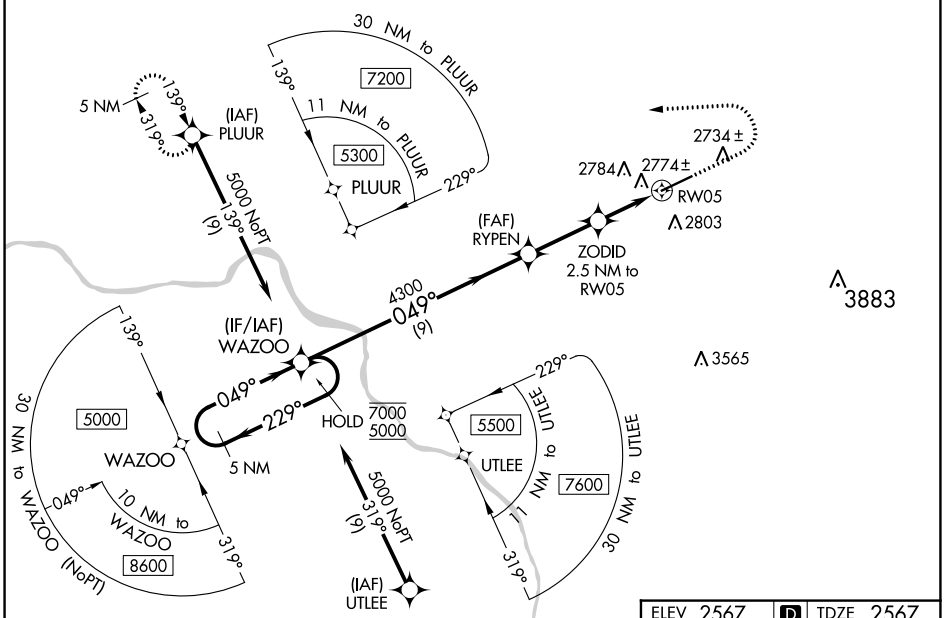 30 NM to PLUUR
139°
7200
11 NM to PLUUR
5300
PLUUR
229°
5 NM
139°
319°
(IAF)
PLUUR
5000 NoPT
139°
(9)
2734 ±
2784
2774 ±
RW05
2803
(FAF)
RYPEN
ZODID
2.5 NM to
RW05
3883
3565
4300
049°
(9)
(IF/IAF)
WAZOO
049°
229°
HOLD
7000
5000
5 NM
139°
5000
WAZOO
30 NM to WAZOO (NoPT)
049°
10 NM to
WAZOO
8600
319°
229°
5500
11 NM to UTLEE
UTLEE
7600
30 NM to UTLEE
319°
5000 NoPT
319°
(9)
(IAF)
UTLEE
ELEV 2567
D
TDZE 2567